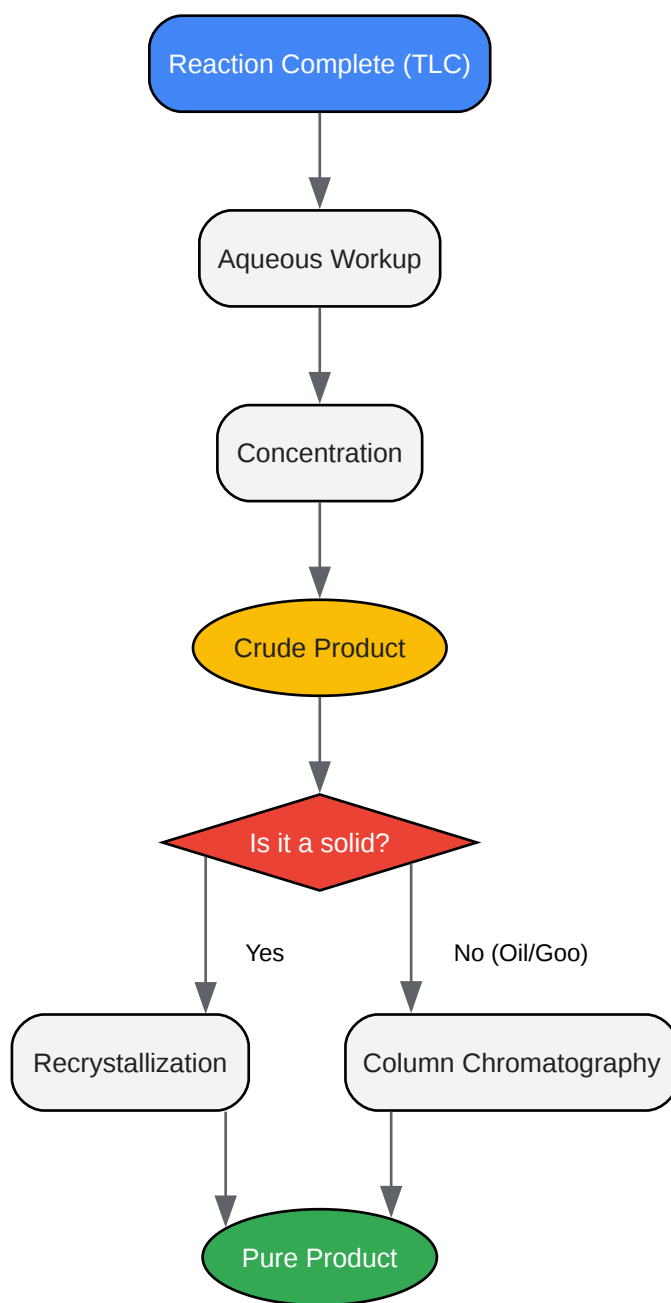 Reaction Complete (TLC)
Aqueous Workup
Concentration
Crude Product
Is it a solid?
Yes
No (Oil/Goo)
Recrystallization
Column Chromatography
Pure Product